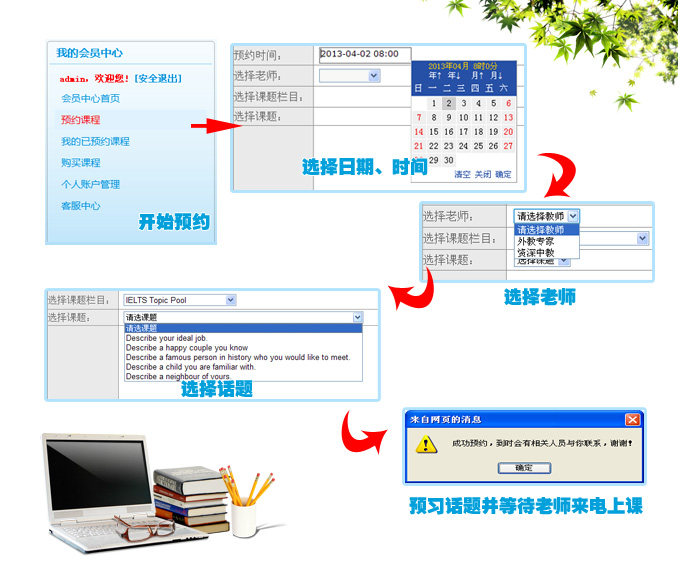 我的会员中心
admin, 欢迎您! [安全退出]
会员中心首页
预约课程
我的已预约课程
购买课程
个人账户管理
客服中心
开始预约
预约时间: 2013-04-02 08:00
选择老师:
选择课题栏目:
选择课题:
2013年04月 8时0分
年↑ 年↓ 月↑ 月↓
日 一 二 三 四 五 六
1 2 3 4 5 6
7 8 9 10 11 12 13
14 15 16 17 18 19 20
21 22 23 24 25 26 27
29 30
清空 关闭 确定
选择日期、时间
选择老师: 请选择教师
请选择教师
选择课题栏目: 外教专家
资深中教
选择课题: 请选课题
选择老师
选择课题栏目: IELTS Topic Pool
选择课题: 请选课题
请选课题
Describe your ideal job.
Describe a happy couple you know
Describe a famous person in history who you would like to meet.
Describe a child you are familiar with.
Describe a neighbour of yours.
选择话题
来自网页的消息
成功预约,到时会有相关人员与你联系,谢谢!
确定
预习话题并等待老师来电上课